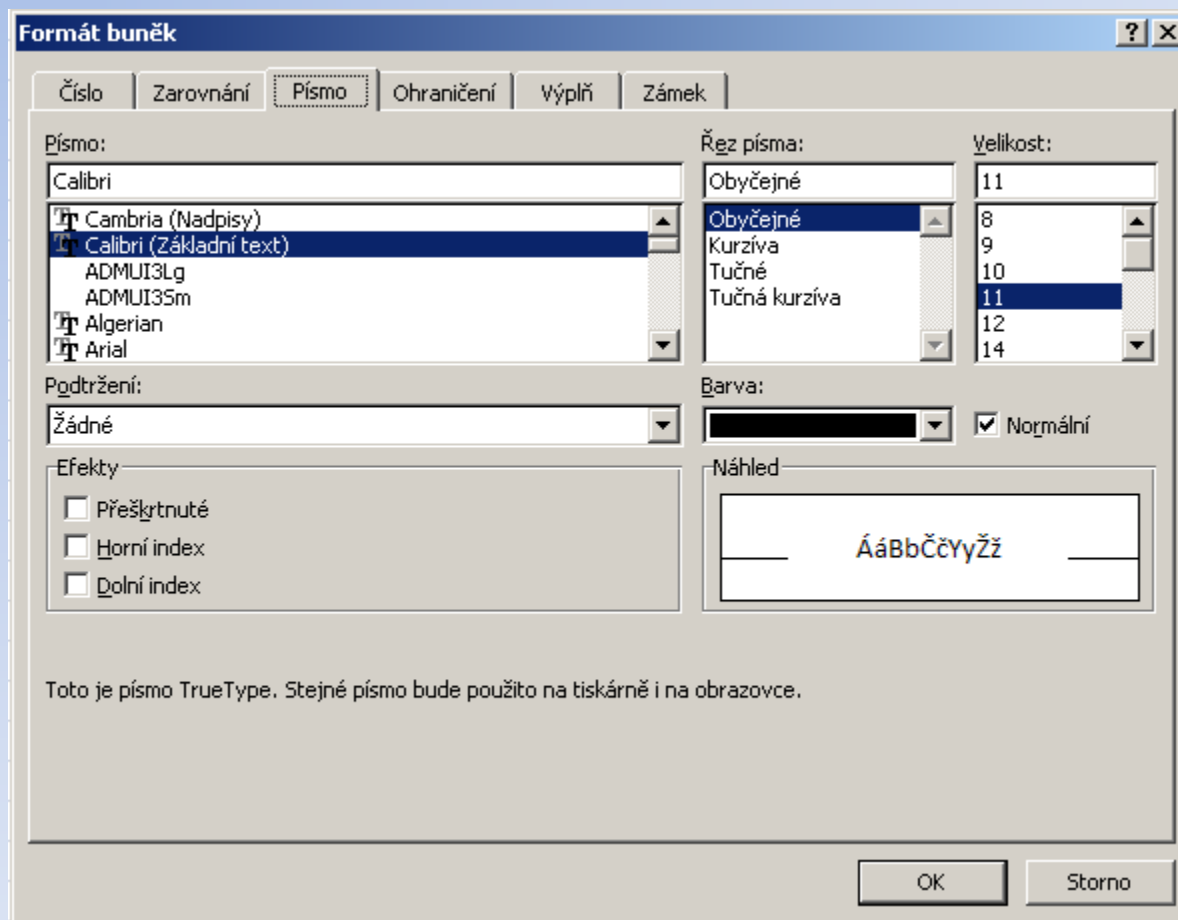 Formát buněk
Číslo Zarovnání Písmo Ohraničení Výplň Zámek
Písmo: Řez písma: Velikost:
Calibri Obyčejné 11
Cambria (Nadpisy) Obyčejné 8
Calibri (Základní text) Kurzíva 9
ADMUI3Lg Tučné 10
ADMUI3Sm Tučná kurzíva 11
Algerian 12
Arial 14
Podtržení: Barva:
Žádné Normální
Efekty Náhled
Přeškrtnuté
Horní index ÁáBbČčYyŽž
Dolní index
Toto je písmo TrueType. Stejné písmo bude použito na tiskárně i na obrazovce.
OK Storno